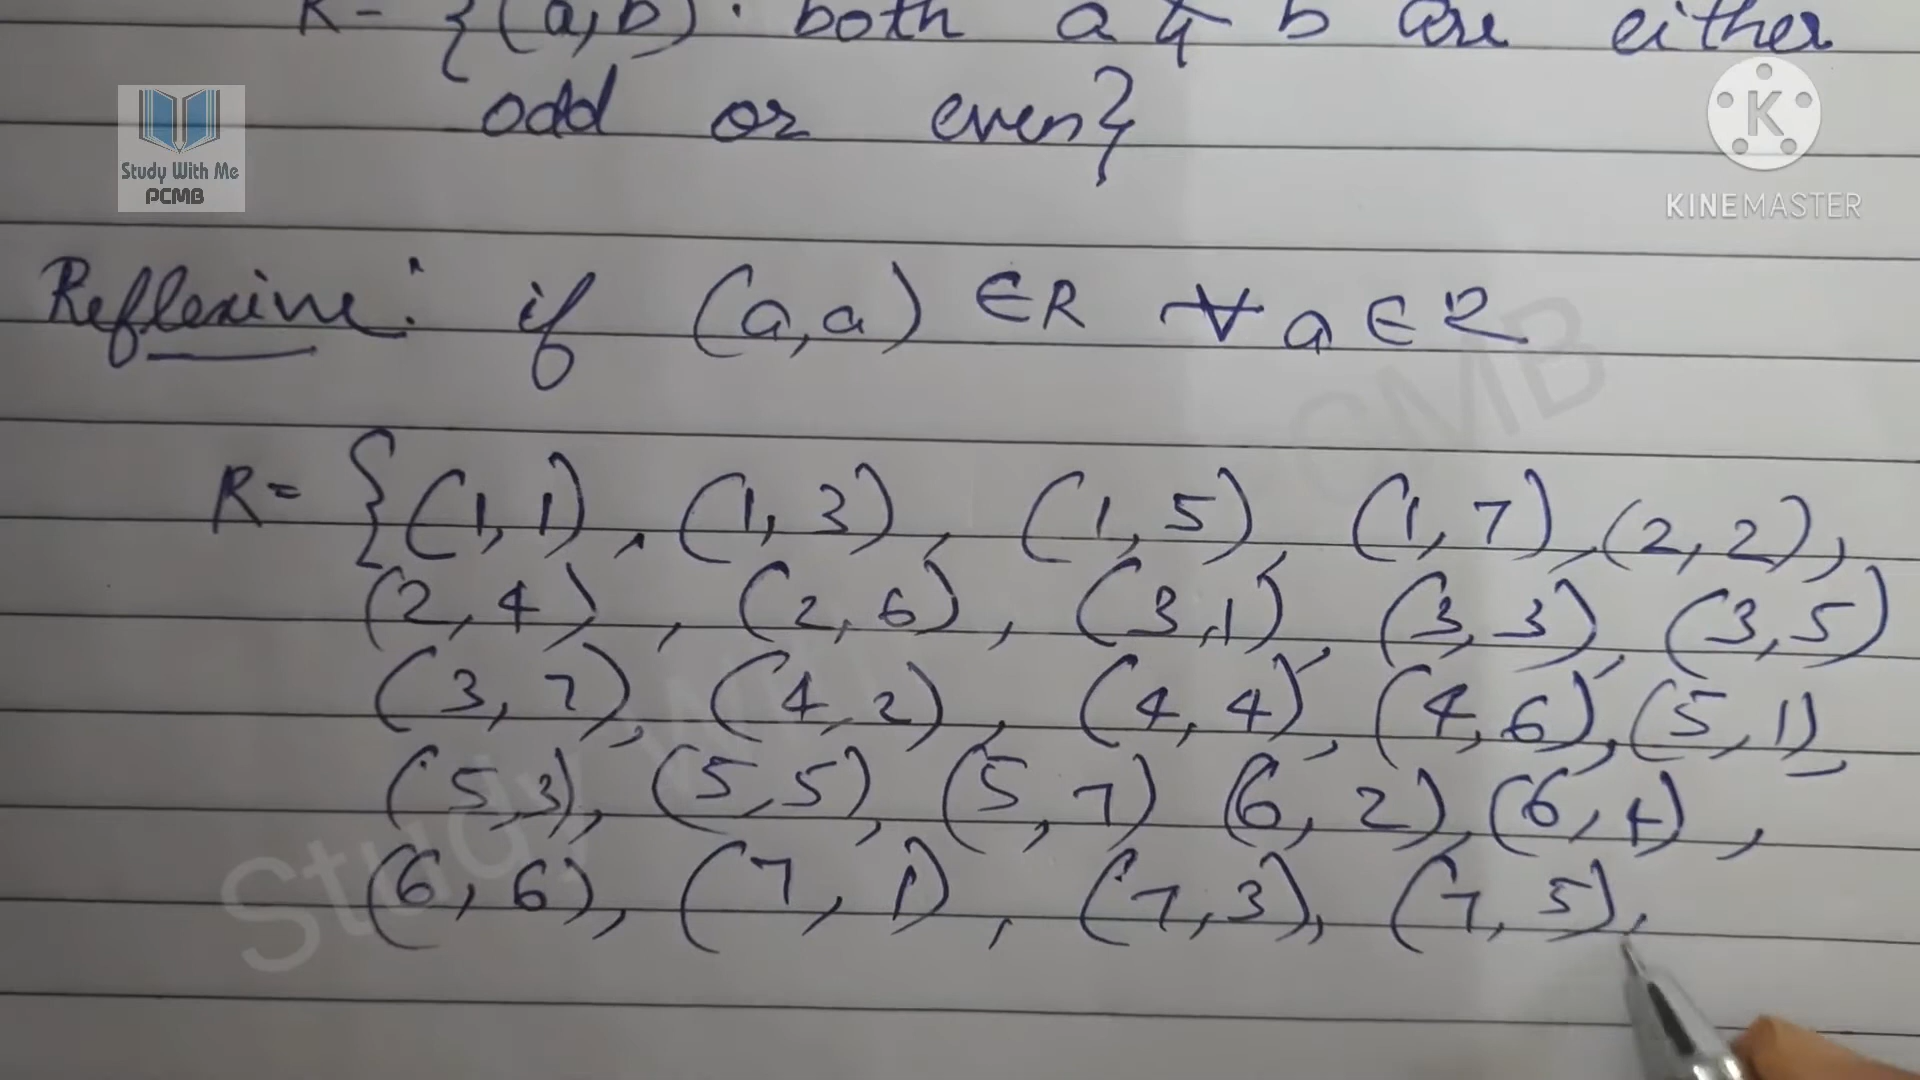 R = {(a,b): both a & b are either
odd or even}
Study With Me
PCMB
K
KINEMASTER
Reflexive: if (a,a) ∈ R ∀ a ∈ R
R = {(1,1), (1,3), (1,5), (1,7), (2,2),
(2,4), (2,6), (3,1), (3,3), (3,5)
(3,7), (4,2), (4,4), (4,6), (5,1),
(5,3), (5,5), (5,7) (6,2), (6,4),
(6,6), (7,1), (7,3), (7,5),
Study With
CMB